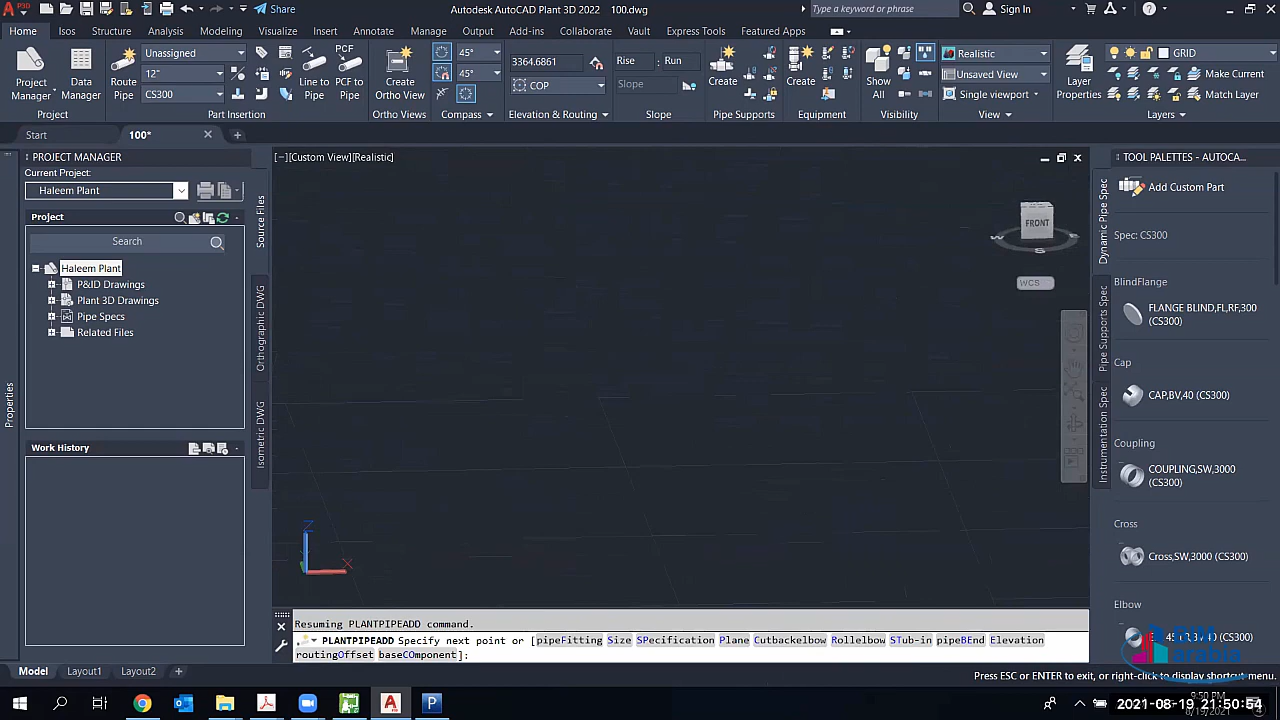 P3D
Share
Autodesk AutoCAD Plant 3D 2022 100.dwg
Type a keyword or phrase
Sign In
Home Isos Structure Analysis Modeling Visualize Insert Annotate Manage Output Add-ins Collaborate Vault Express Tools Featured Apps
Project Manager
Data Manager
Project
Route Pipe
Unassigned
12"
CS300
Line to Pipe
PCF to Pipe
Part Insertion
Create Ortho View
Ortho Views
45°
45°
Compass
3364.6861
COP
Elevation & Routing
Rise : Run
Slope
Slope
Create
Pipe Supports
Create
Equipment
Show All
Visibility
Realistic
Unsaved View
Single viewport
View
Layer Properties
GRID
Make Current
Match Layer
Layers
Start
100*
PROJECT MANAGER
Current Project:
Haleem Plant
Project
Search
Haleem Plant
P&ID Drawings
Plant 3D Drawings
Pipe Specs
Related Files
Work History
Source Files
Orthographic DWG
Isometric DWG
Properties
[−][Custom View][Realistic]
FRONT
W
S
E
WCS
Z
X
TOOL PALETTES - AUTOCA...
Dynamic Pipe Spec
Pipe Supports Spec
Instrumentation Spec
Add Custom Part
Spec: CS300
BlindFlange
FLANGE BLIND,FL,RF,300
(CS300)
Cap
CAP,BV,40 (CS300)
Coupling
COUPLING,SW,3000
(CS300)
Cross
Cross,SW,3000 (CS300)
Elbow
Resuming PLANTPIPEADD command.
PLANTPIPEADD Specify next point or [pipeFitting Size SPecification Plane Cutbackelbow Rollelbow STub-in pipeBEnd Elevation
routingOffset baseCOmponent]:
Model Layout1 Layout2
Press ESC or ENTER to exit, or right-click to display shortcut menu.
2021-08-19 21:50:54